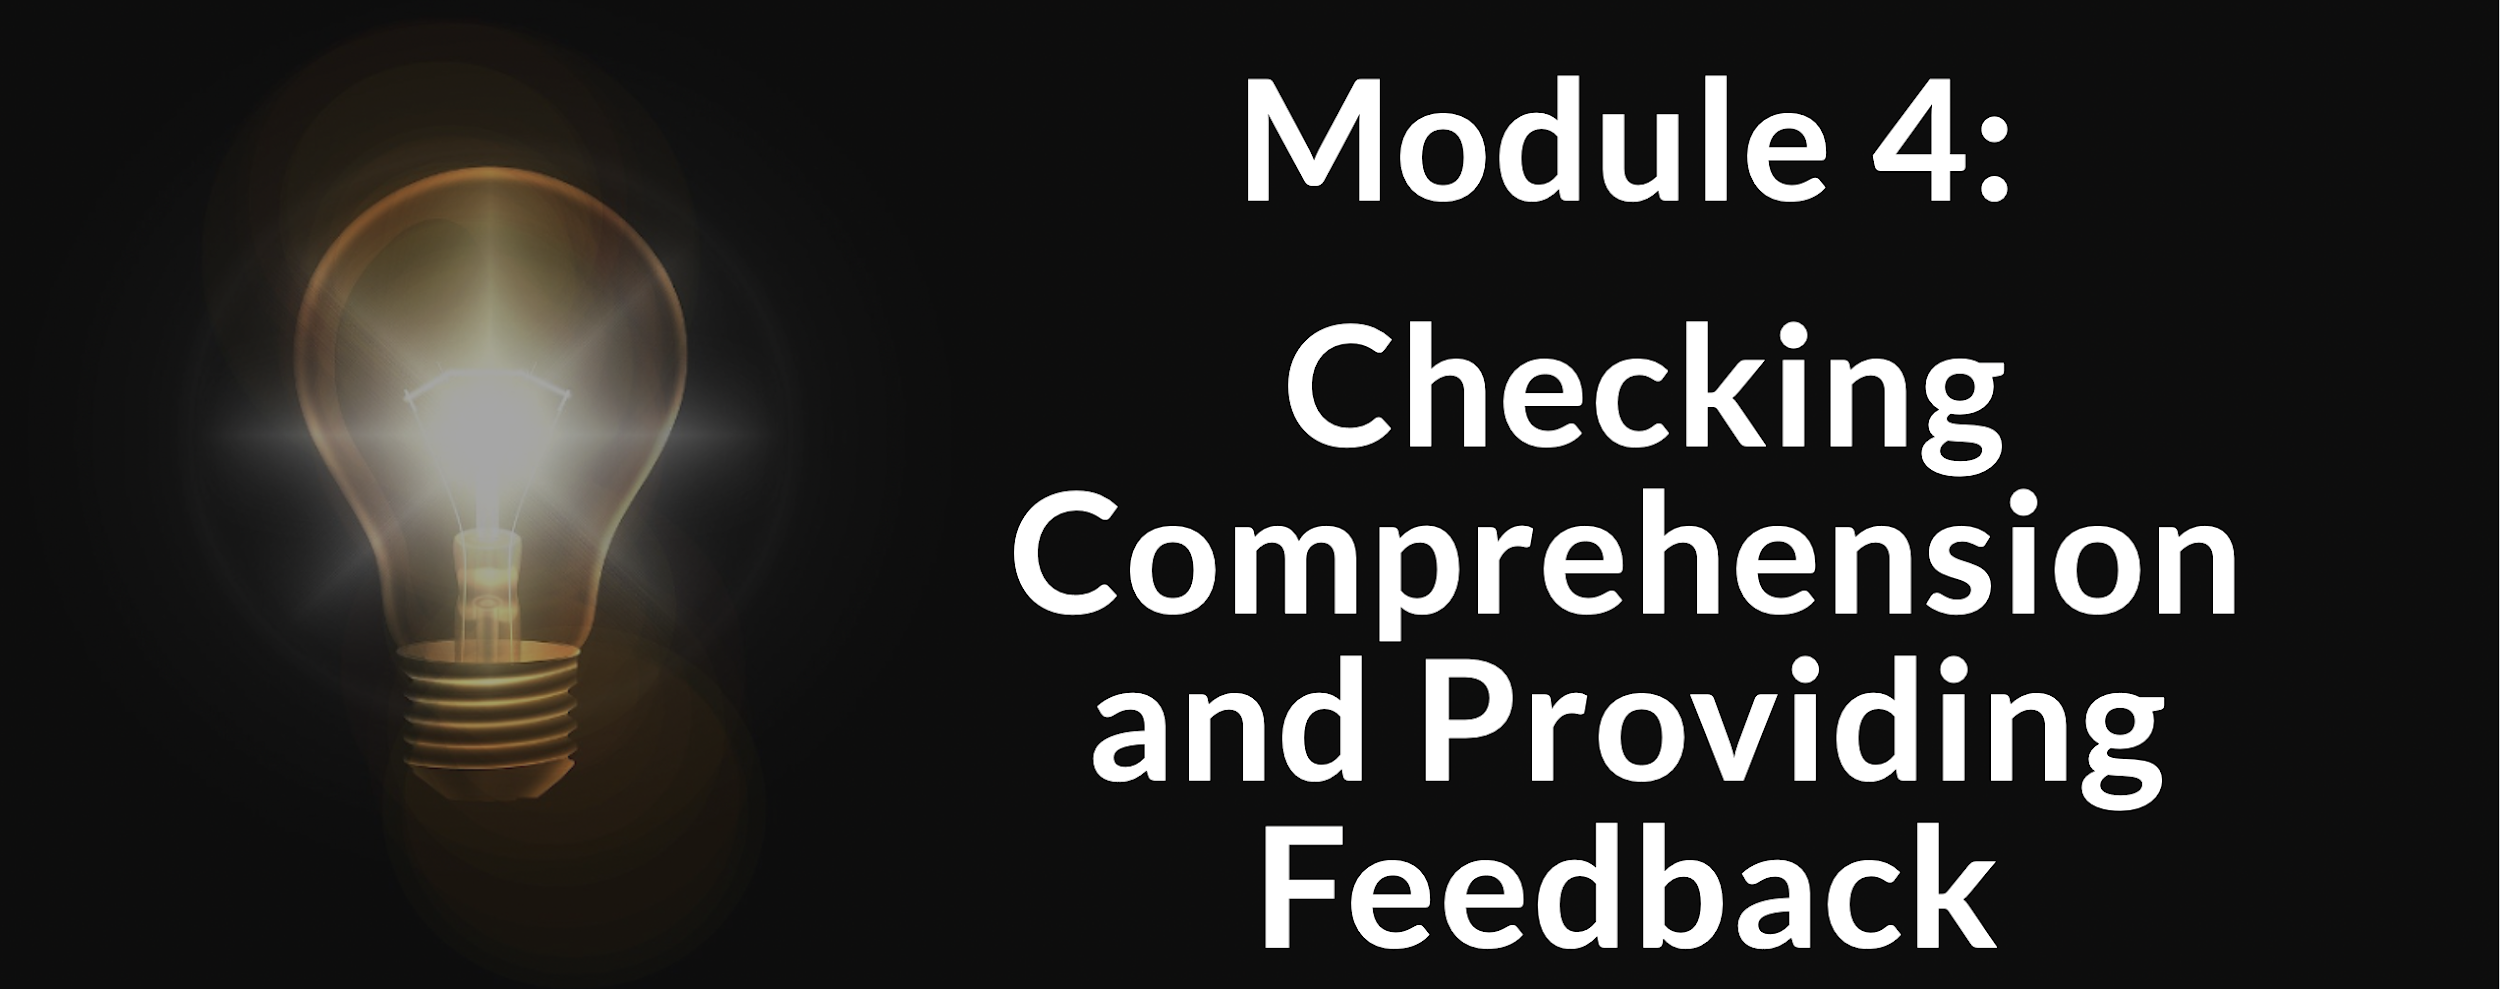 Module 4:
Checking
Comprehension
and Providing
Feedback